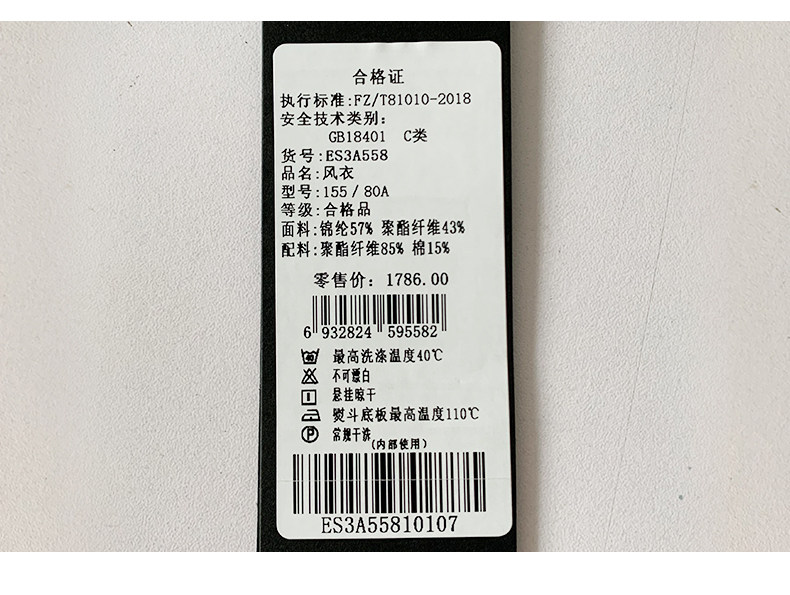 合格证
执行标准:FZ/T81010-2018
安全技术类别:
GB18401 C类
货号:ES3A558
品名:风衣
型号:155/80A
等级:合格品
面料:锦纶57% 聚酯纤维43%
配料:聚酯纤维85% 棉15%
零售价: 1786.00
6 932824 595582
40 最高洗涤温度40℃
不可漂白
悬挂晾干
熨斗底板最高温度110℃
P 常规干洗
(内部使用)
ES3A55810107